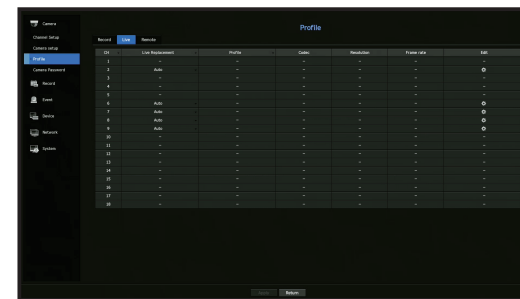 Camera
Profile
Channel Setup
Record Live Remote
Camera setup
CH Live Replacement Profile Codec Resolution Frame rate Edit
Profile
1 – – – – – –
Camera Password
2 Auto – – – –
3 – – – – – –
Record
4 – – – – – –
5 – – – – – –
Event
6 Auto – – – –
Device
7 Auto – – – –
8 Auto – – – –
Network
9 Auto – – – –
10 – – – – – –
System
11 – – – – – –
12 – – – – – –
13 – – – – – –
14 – – – – – –
15 – – – – – –
16 – – – – – –
17 – – – – – –
18 – – – – – –
Return